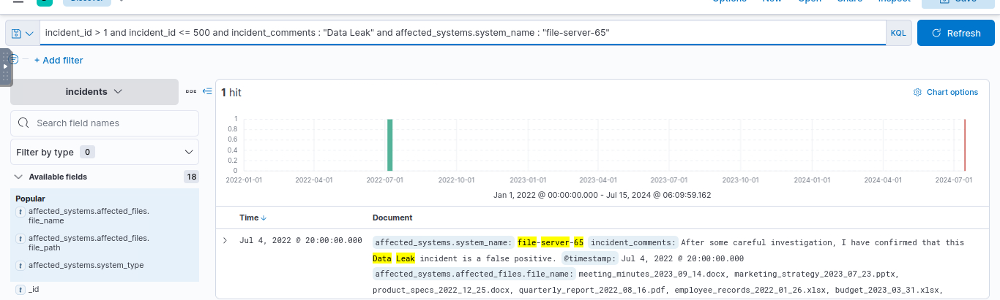 Discover
Options New Open Share Inspect Save
incident_id > 1 and incident_id <= 500 and incident_comments : "Data Leak" and affected_systems.system_name : "file-server-65"
KQL
Refresh
+ Add filter
incidents
1 hit
Chart options
Search field names
Filter by type 0
Available fields 18
Popular
t affected_systems.affected_files.
file_name
t affected_systems.affected_files.
file_path
t affected_systems.system_type
t _id
1
0.8
0.6
0.4
0.2
0
2022-01-01 2022-04-01 2022-07-01 2022-10-01 2023-01-01 2023-04-01 2023-07-01 2023-10-01 2024-01-01 2024-04-01 2024-07-01
Jan 1, 2022 @ 00:00:00.000 - Jul 15, 2024 @ 06:09:59.162
Time Document
Jul 4, 2022 @ 20:00:00.000 affected_systems.system_name: file-server-65 incident_comments: After some careful investigation, I have confirmed that this
Data Leak incident is a false positive. @timestamp: Jul 4, 2022 @ 20:00:00.000
affected_systems.affected_files.file_name: meeting_minutes_2023_09_14.docx, marketing_strategy_2023_07_23.pptx,
product_specs_2022_12_25.docx, quarterly_report_2022_08_16.pdf, employee_records_2022_01_26.xlsx, budget_2023_03_31.xlsx,